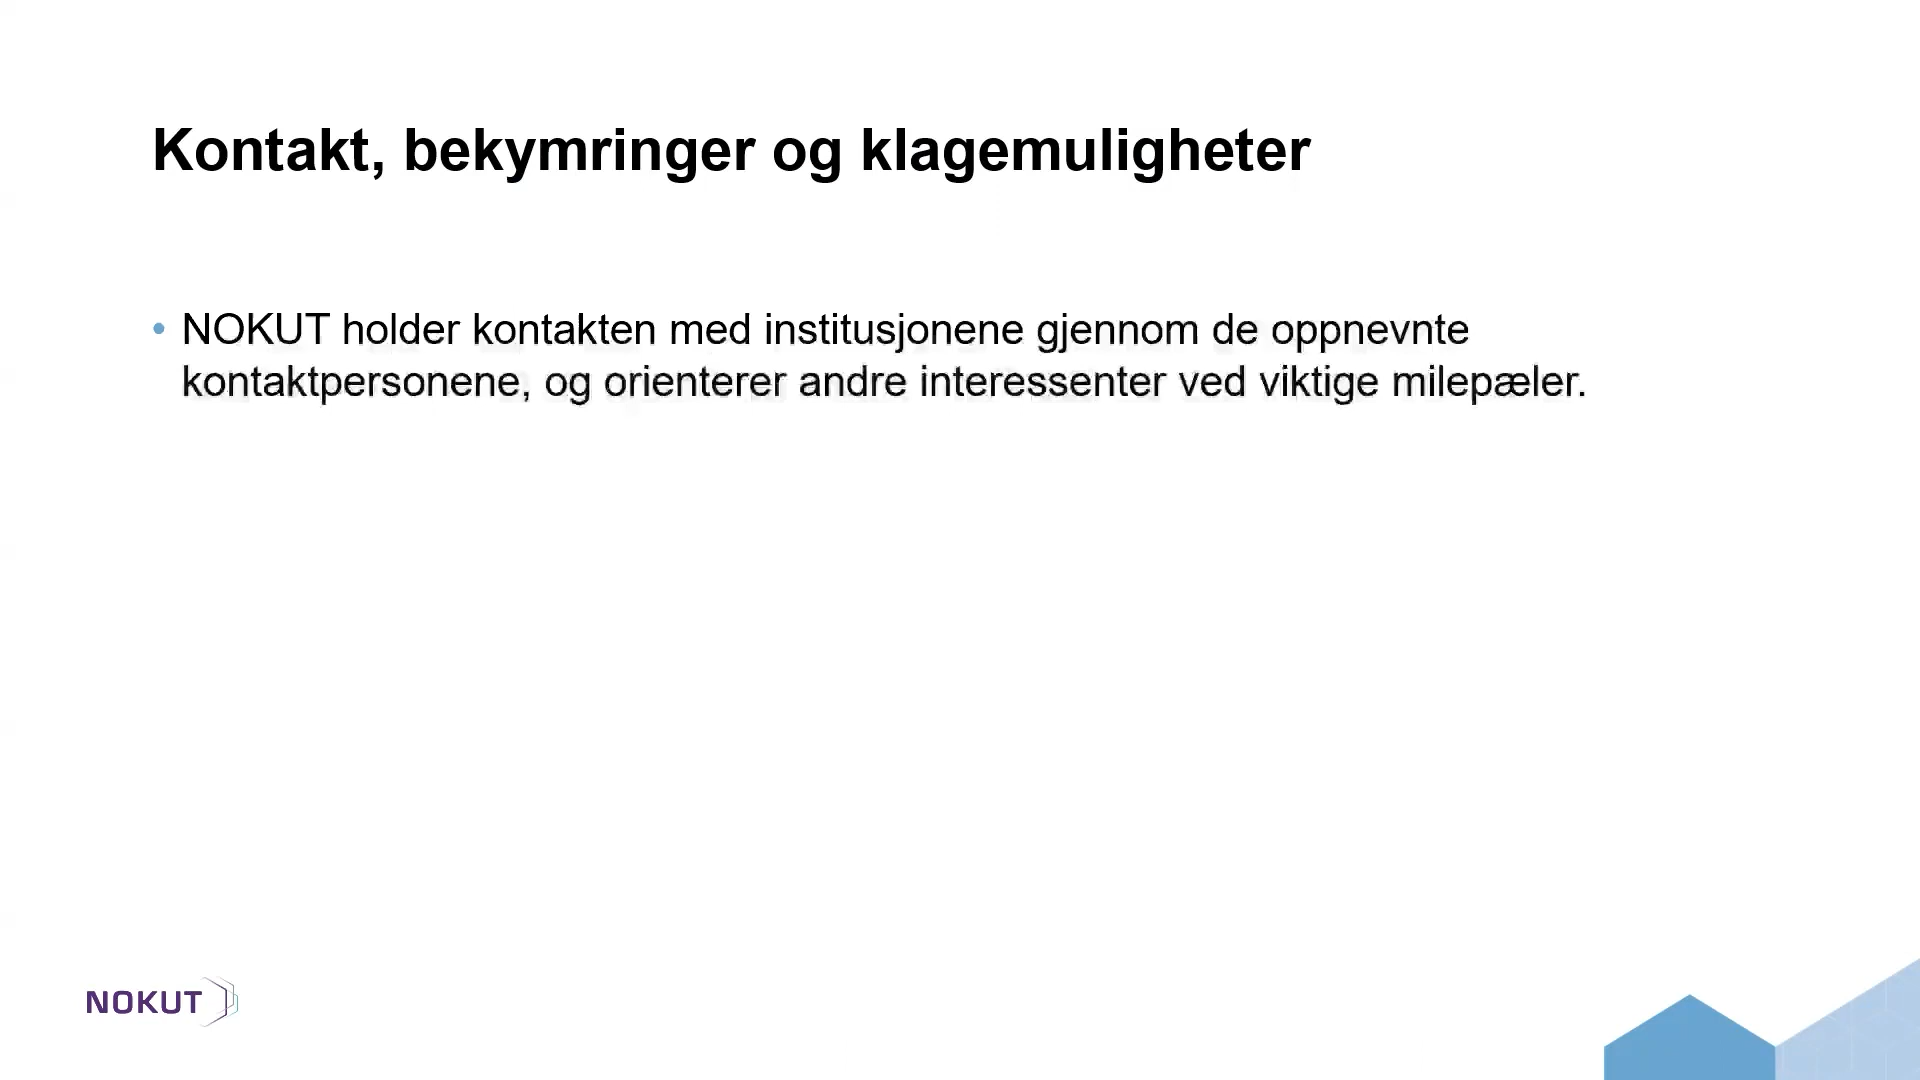 Kontakt, bekymringer og klagemuligheter
• NOKUT holder kontakten med institusjonene gjennom de oppnevnte
kontaktpersonene, og orienterer andre interessenter ved viktige milepæler.
NOKUT